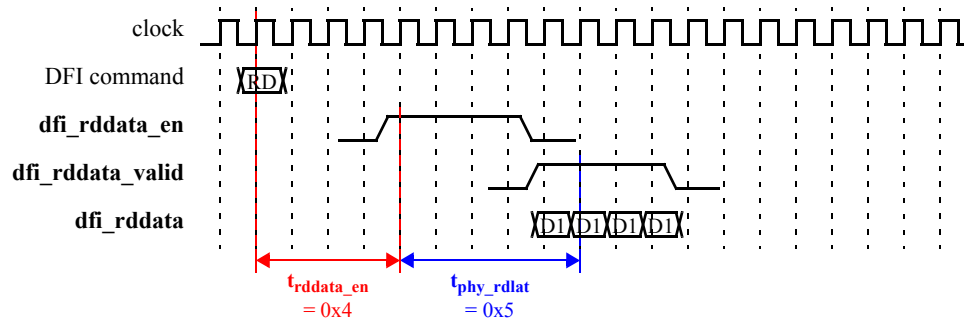 clock
DFI command
RD
dfi_rddata_en
dfi_rddata_valid
dfi_rddata
D1 D1 D1 D1
trddata_en
= 0x4
tphy_rdlat
= 0x5